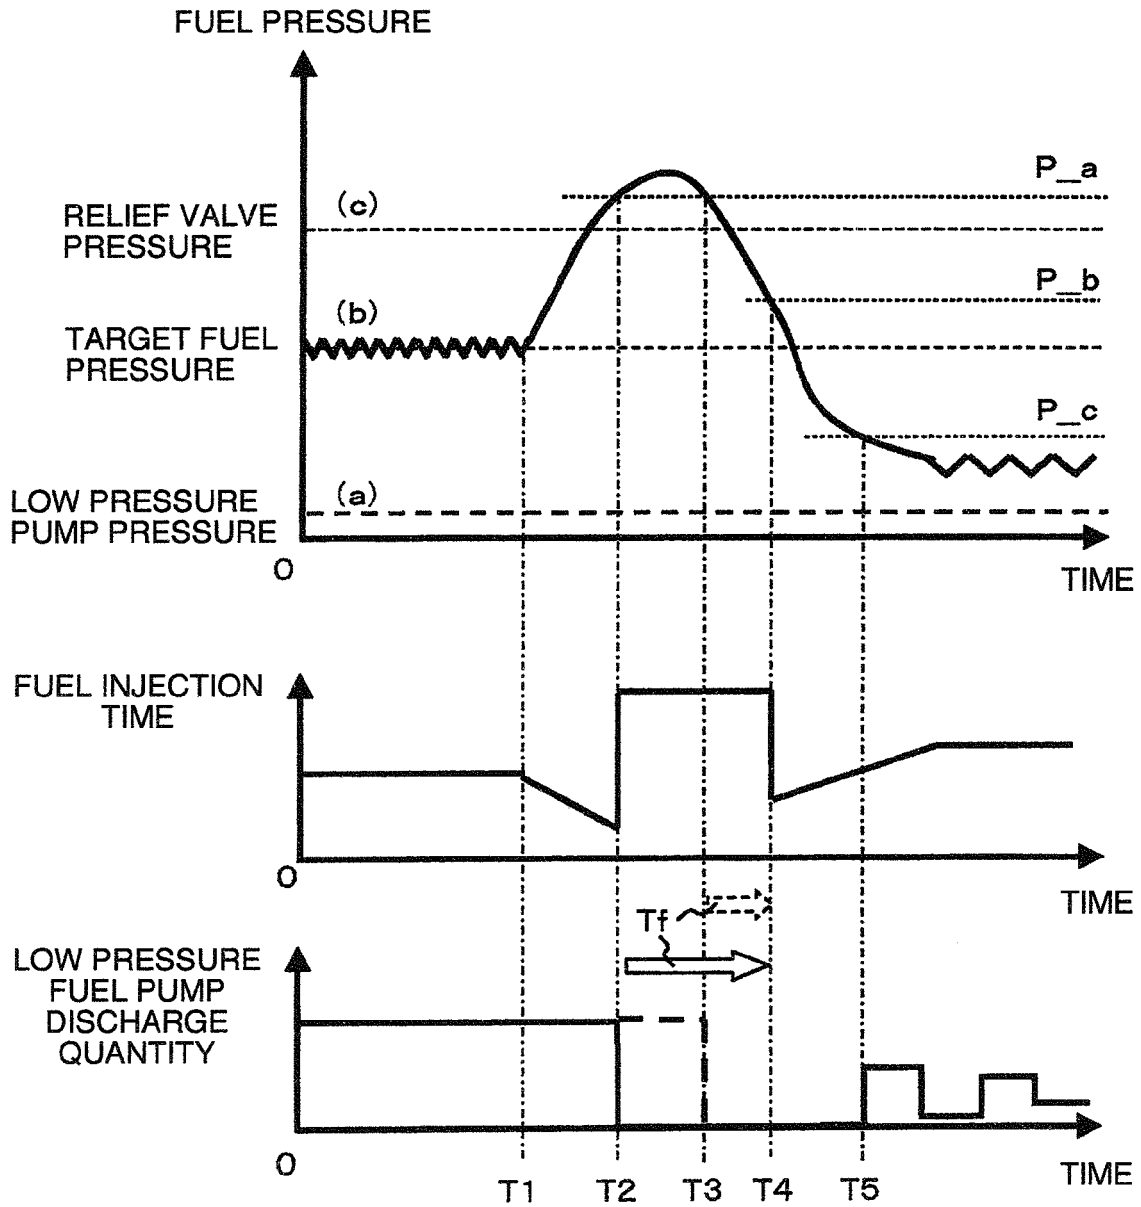 FUEL PRESSURE
P_a
(c)
RELIEF VALVE
PRESSURE
P_b
(b)
TARGET FUEL
PRESSURE
P_c
(a)
LOW PRESSURE
PUMP PRESSURE
0
TIME
FUEL INJECTION
TIME
0
TIME
Tf
LOW PRESSURE
FUEL PUMP
DISCHARGE
QUANTITY
0
TIME
T1 T2 T3 T4 T5